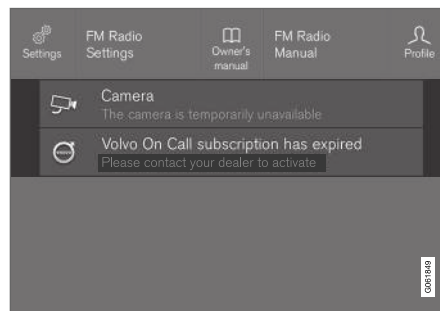 Settings
FM Radio
Settings
Owner's
manual
FM Radio
Manual
Profile
Camera
The camera is temporarily unavailable
VOLVO
Volvo On Call subscription has expired
Please contact your dealer to activate
G061849